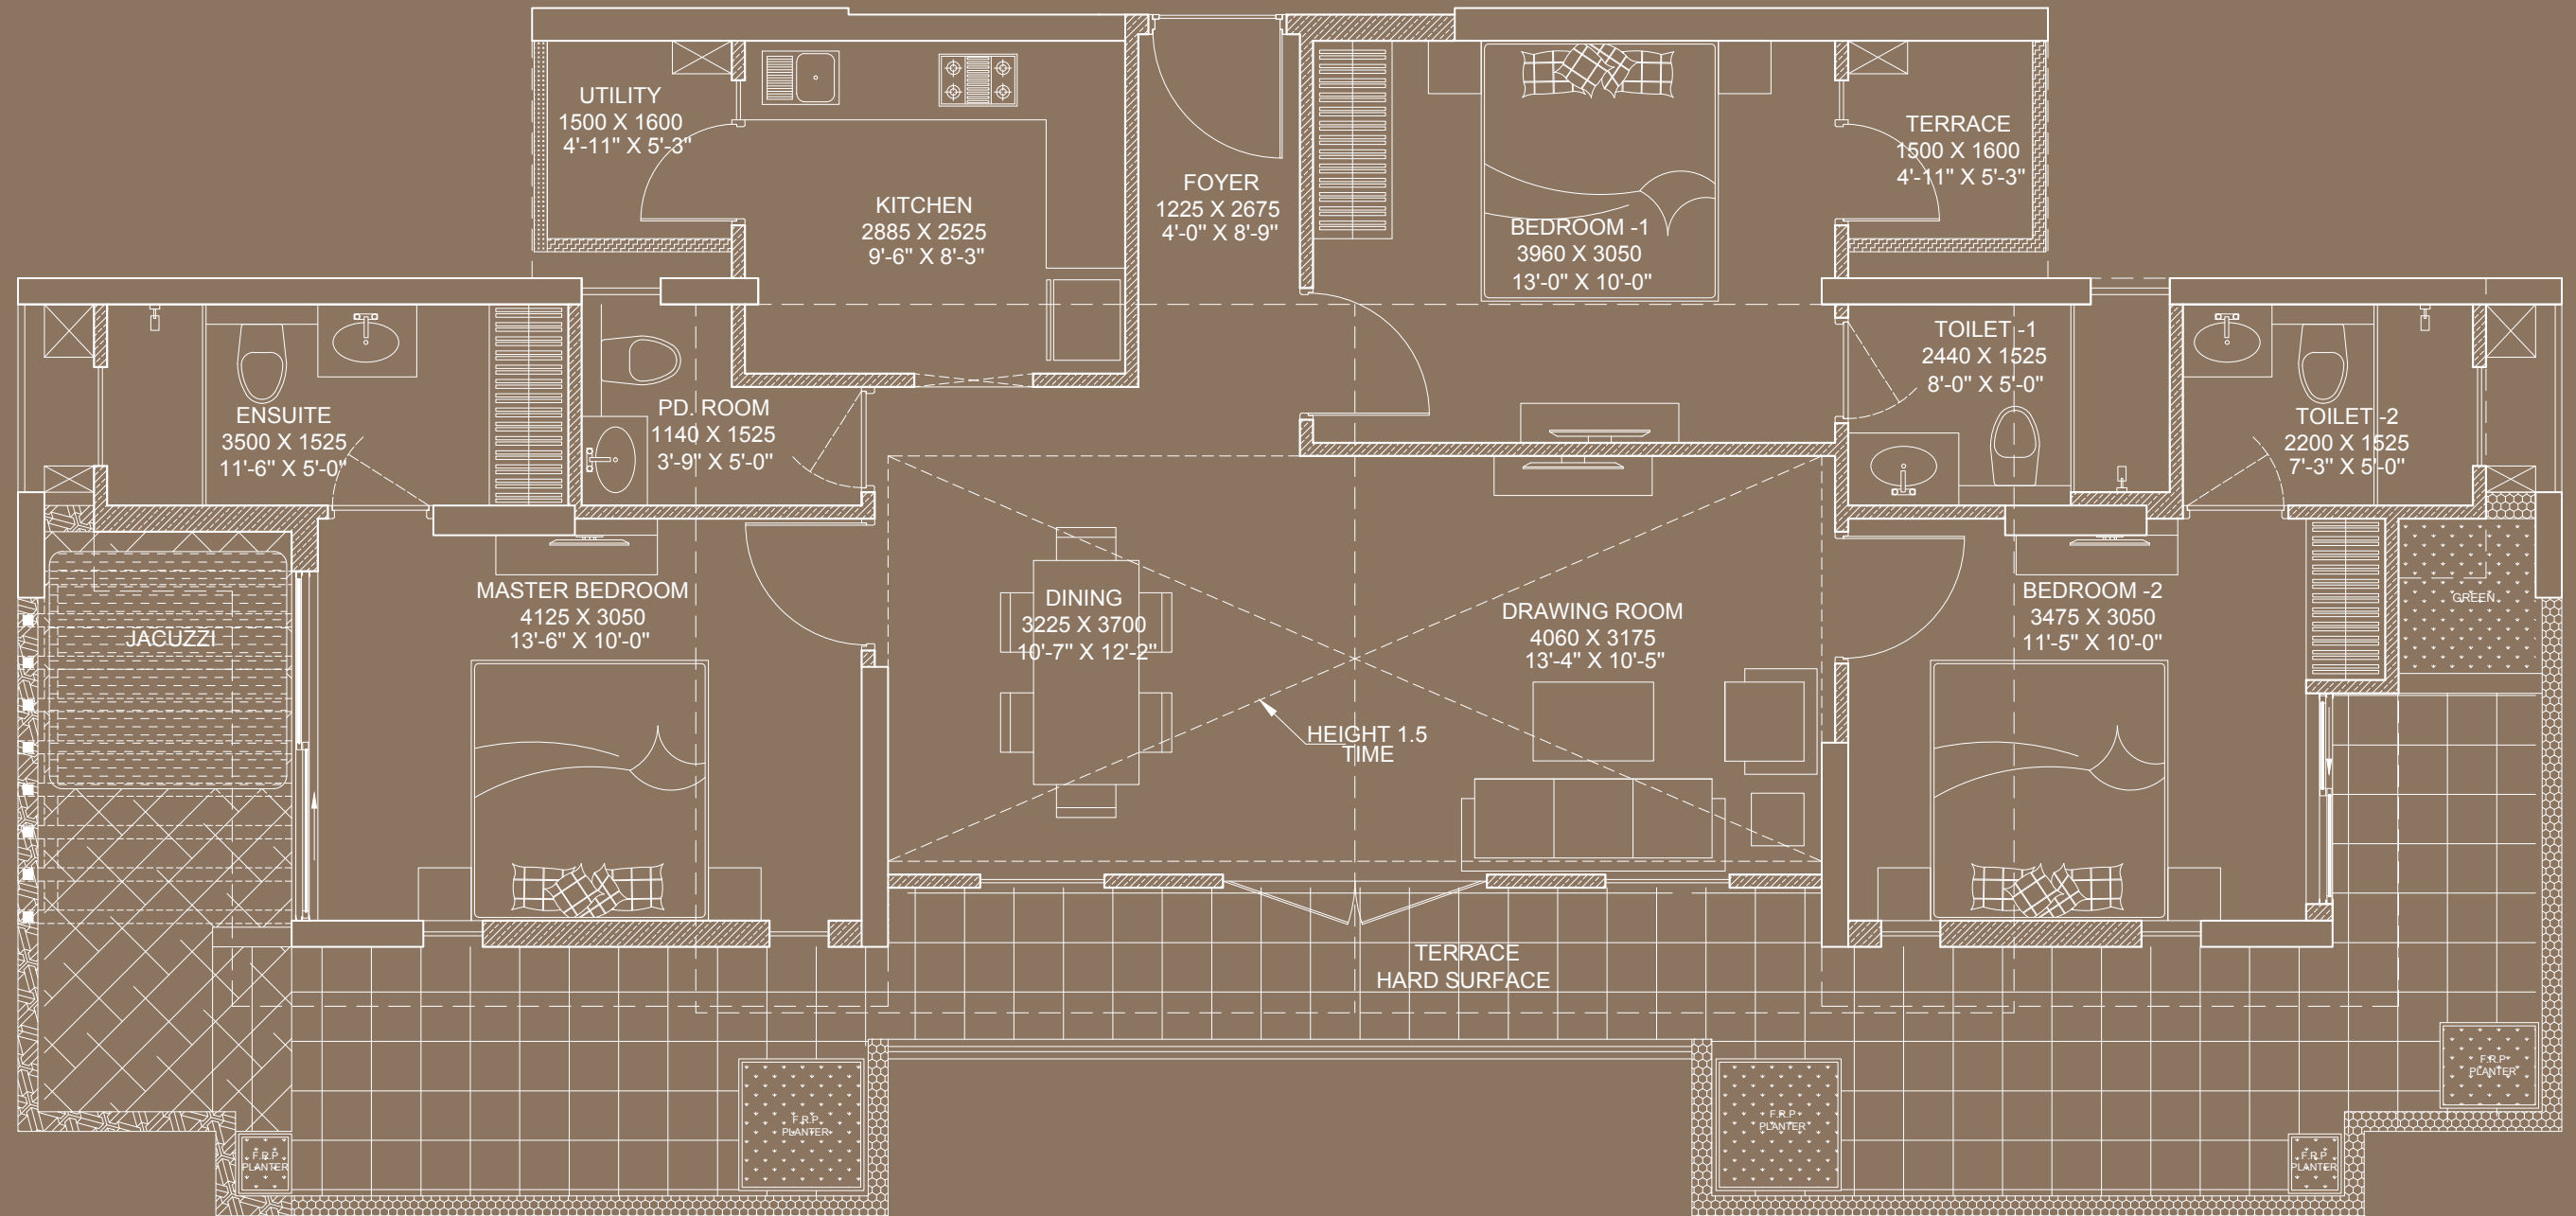 UTILITY
1500 X 1600
4'-11" X 5'-3"
KITCHEN
2885 X 2525
9'-6" X 8'-3"
FOYER
1225 X 2675
4'-0" X 8'-9"
BEDROOM -1
3960 X 3050
13'-0" X 10'-0"
TERRACE
1500 X 1600
4'-11" X 5'-3"
ENSUITE
3500 X 1525
11'-6" X 5'-0"
PD. ROOM
1140 X 1525
3'-9" X 5'-0"
TOILET -1
2440 X 1525
8'-0" X 5'-0"
TOILET -2
2200 X 1525
7'-3" X 5'-0"
JACUZZI
MASTER BEDROOM
4125 X 3050
13'-6" X 10'-0"
DINING
3225 X 3700
10'-7" X 12'-2"
DRAWING ROOM
4060 X 3175
13'-4" X 10'-5"
BEDROOM -2
3475 X 3050
11'-5" X 10'-0"
GREEN
HEIGHT 1.5
TIME
TERRACE
HARD SURFACE
F.R.P
PLANTER
F.R.P
PLANTER
F.R.P
PLANTER
F.R.P
PLANTER
F.R.P
PLANTER